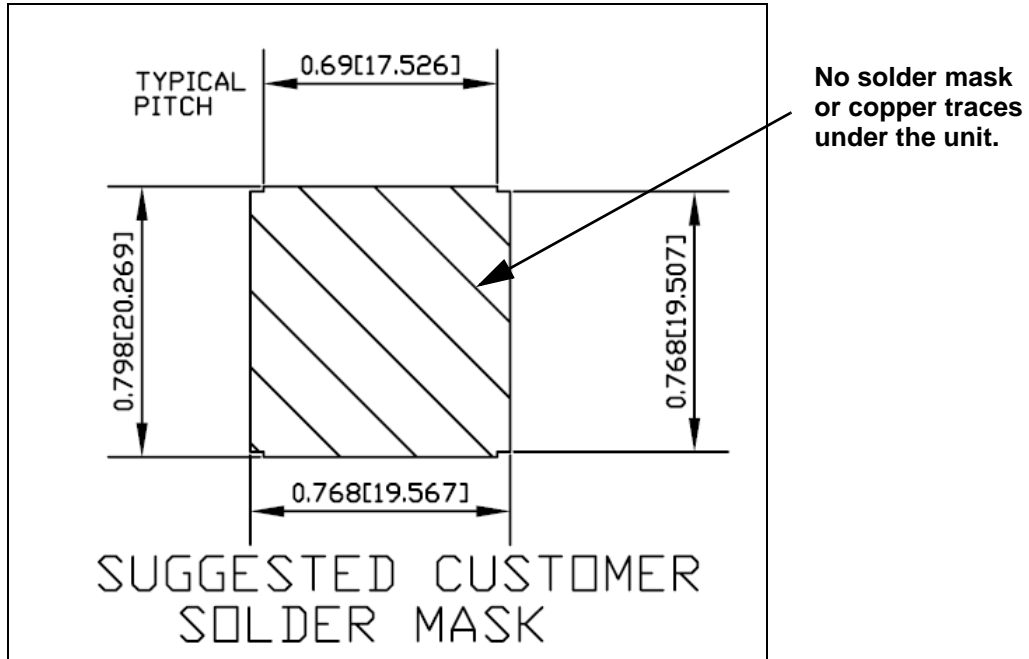 TYPICAL
PITCH
0.69[17.526]
No solder mask
or copper traces
under the unit.
0.798[20.269]
0.768[19.507]
0.768[19.567]
SUGGESTED CUSTOMER
SOLDER MASK